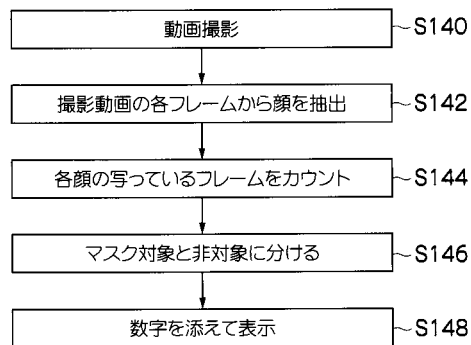 動画撮影 S140
撮影動画の各フレームから顔を抽出 S142
各顔の写っているフレームをカウント S144
マスク対象と非対象に分ける S146
数字を添えて表示 S148